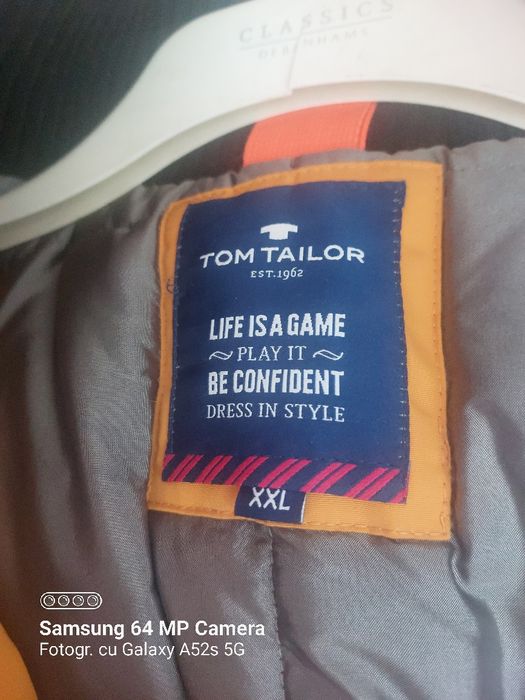 CLASSICS
DEBENHAMS
TOM TAILOR
EST.1962
LIFE IS A GAME
~ PLAY IT ~
BE CONFIDENT
DRESS IN STYLE
XXL
Samsung 64 MP Camera
Fotogr. cu Galaxy A52s 5G